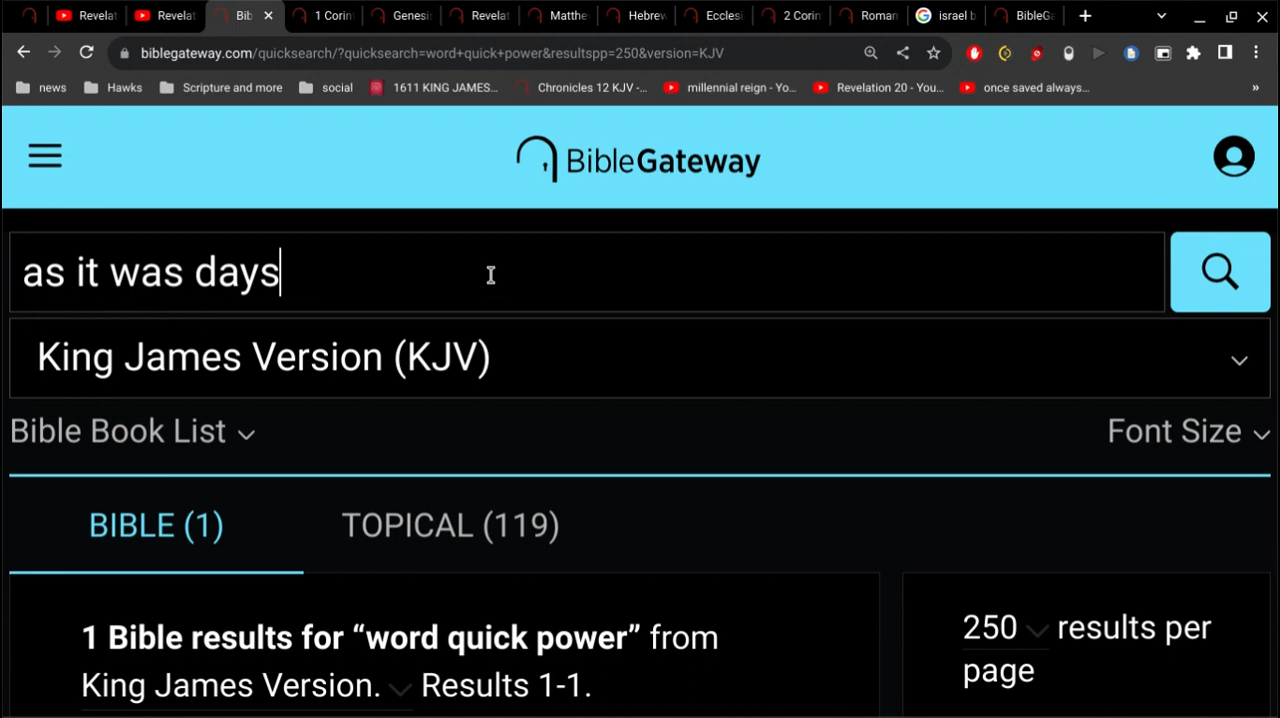 Revelat
Revelat
Bib
1 Corin
Genesi
Revelat
Matthe
Hebrew
Ecclesi
2 Corin
Roman
israel b
BibleGa
biblegateway.com/quicksearch/?quicksearch=word+quick+power&resultspp=250&version=KJV
news
Hawks
Scripture and more
social
1611 KING JAMES...
Chronicles 12 KJV -...
millennial reign - Yo...
Revelation 20 - You...
once saved always...
»
BibleGateway
as it was days
King James Version (KJV)
Bible Book List
Font Size
BIBLE (1)
TOPICAL (119)
1 Bible results for “word quick power” from
King James Version. Results 1-1.
250 results per
page